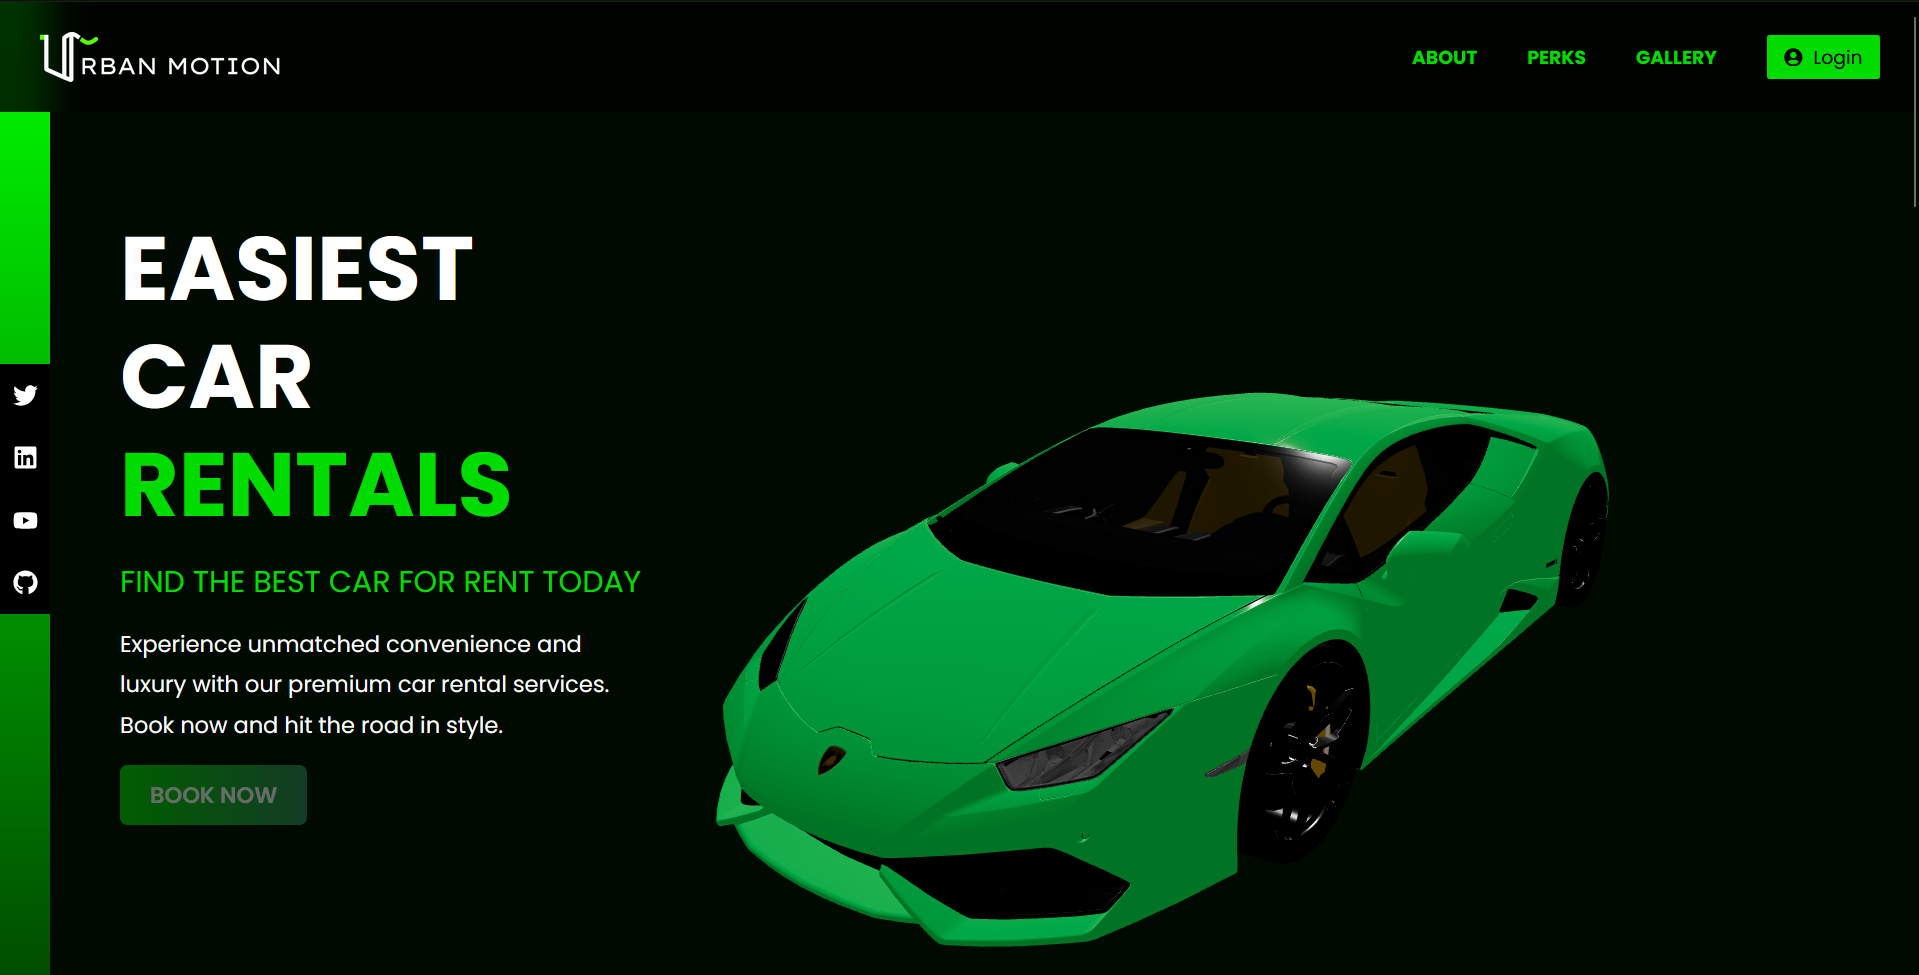 URBAN MOTION
ABOUT
PERKS
GALLERY
Login
EASIEST
CAR
RENTALS
FIND THE BEST CAR FOR RENT TODAY
Experience unmatched convenience and
luxury with our premium car rental services.
Book now and hit the road in style.
BOOK NOW
in